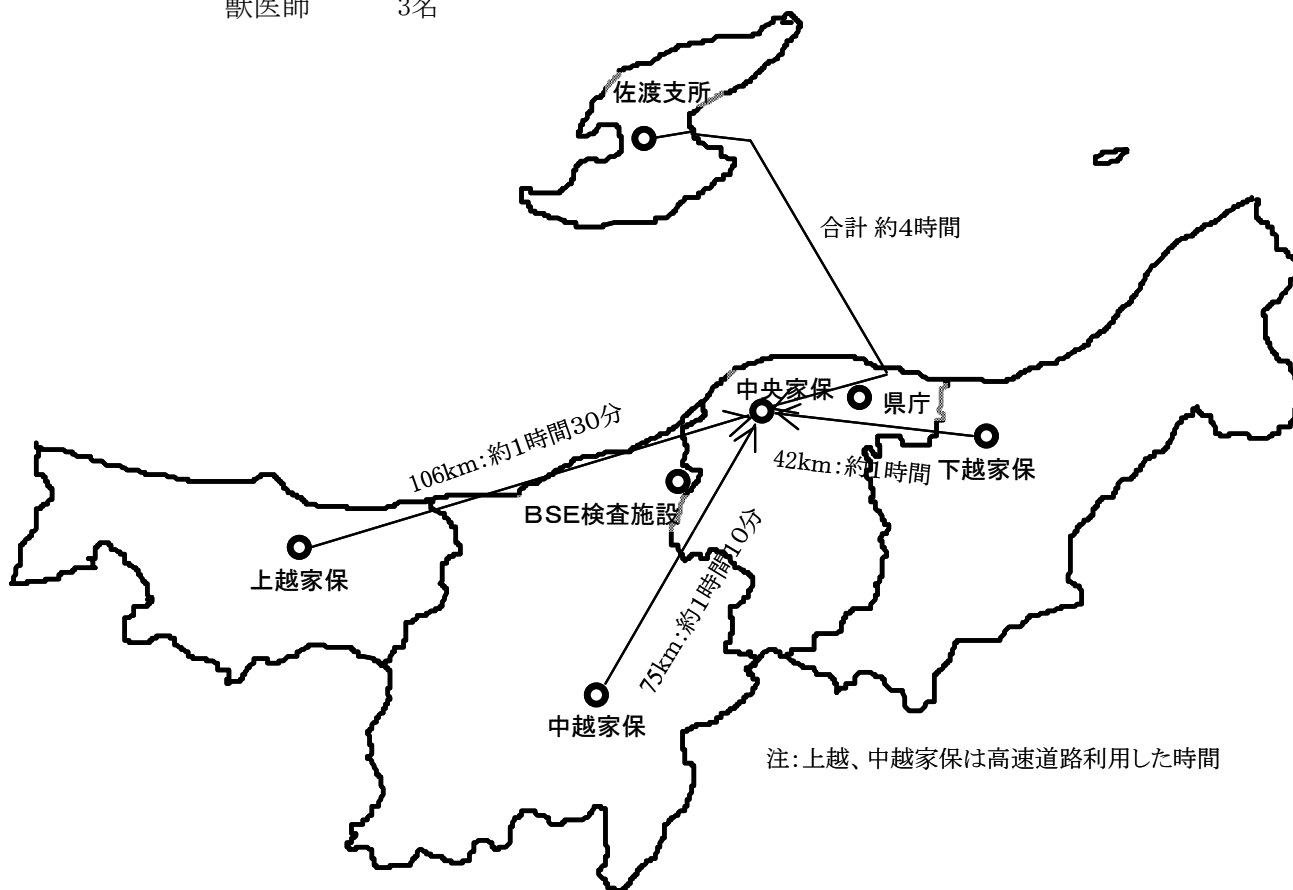 獣医師　　　3名
佐渡支所
合計 約4時間
中央家保
県庁
106km:約1時間30分
42km:約1時間
下越家保
BSE検査施設
75km:約1時間10分
上越家保
中越家保
注:上越、中越家保は高速道路利用した時間